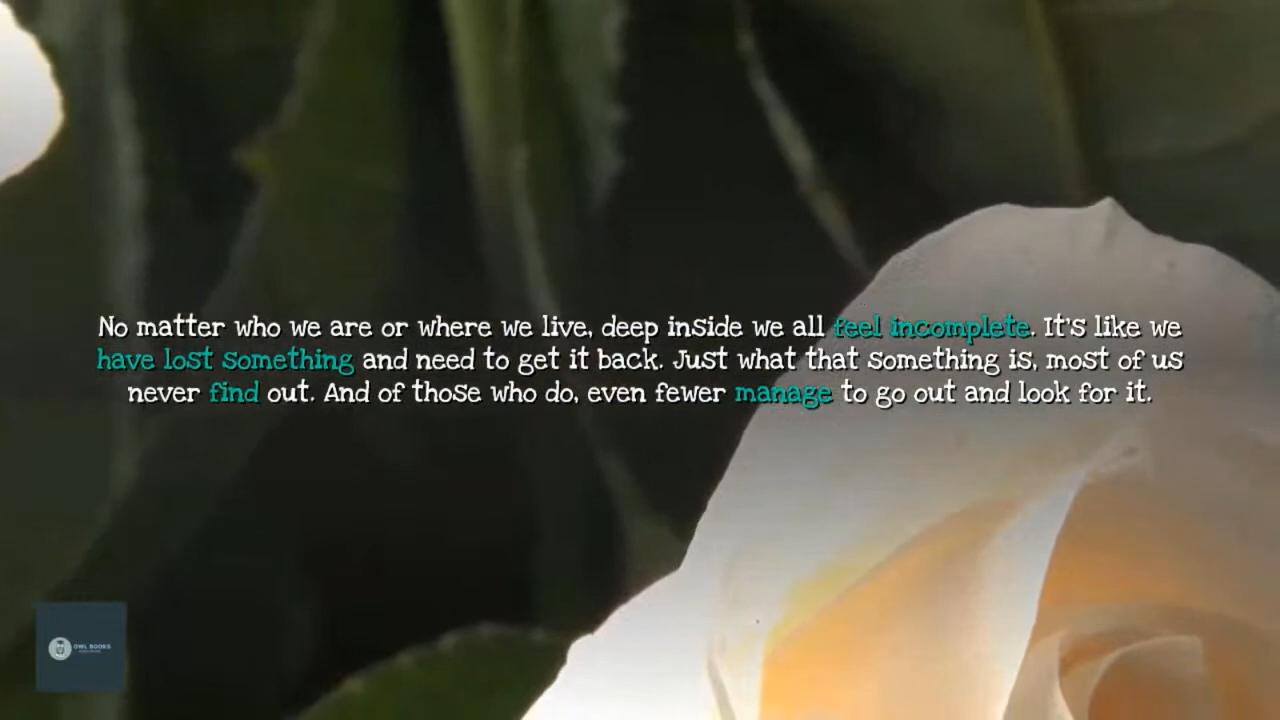 No matter who we are or where we live, deep inside we all feel incomplete. It's like we
have lost something and need to get it back. Just what that something is, most of us
never find out. And of those who do, even fewer manage to go out and look for it.
OWL BOOKS